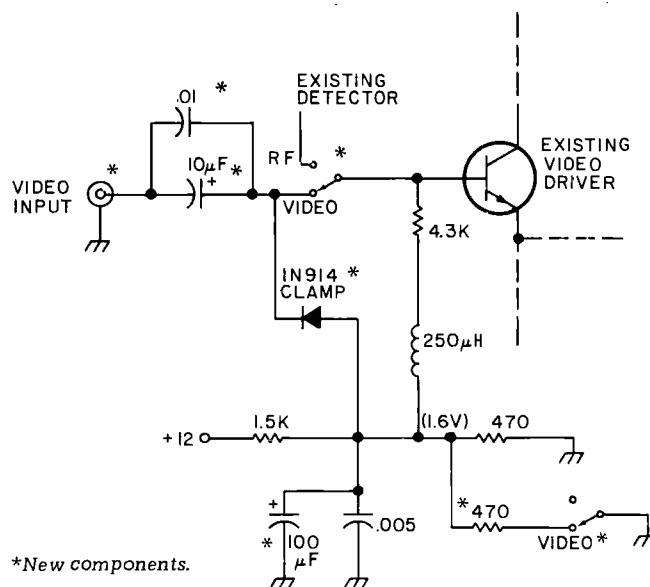 .01 *
EXISTING
DETECTOR
VIDEO
INPUT
*
10μF
+
*
RF
*
VIDEO
EXISTING
VIDEO
DRIVER
4.3K
1N914 *
CLAMP
250μH
+12
1.5K
(1.6V)
470
+
*
100
μF
.005
*
470
VIDEO*
*New components.